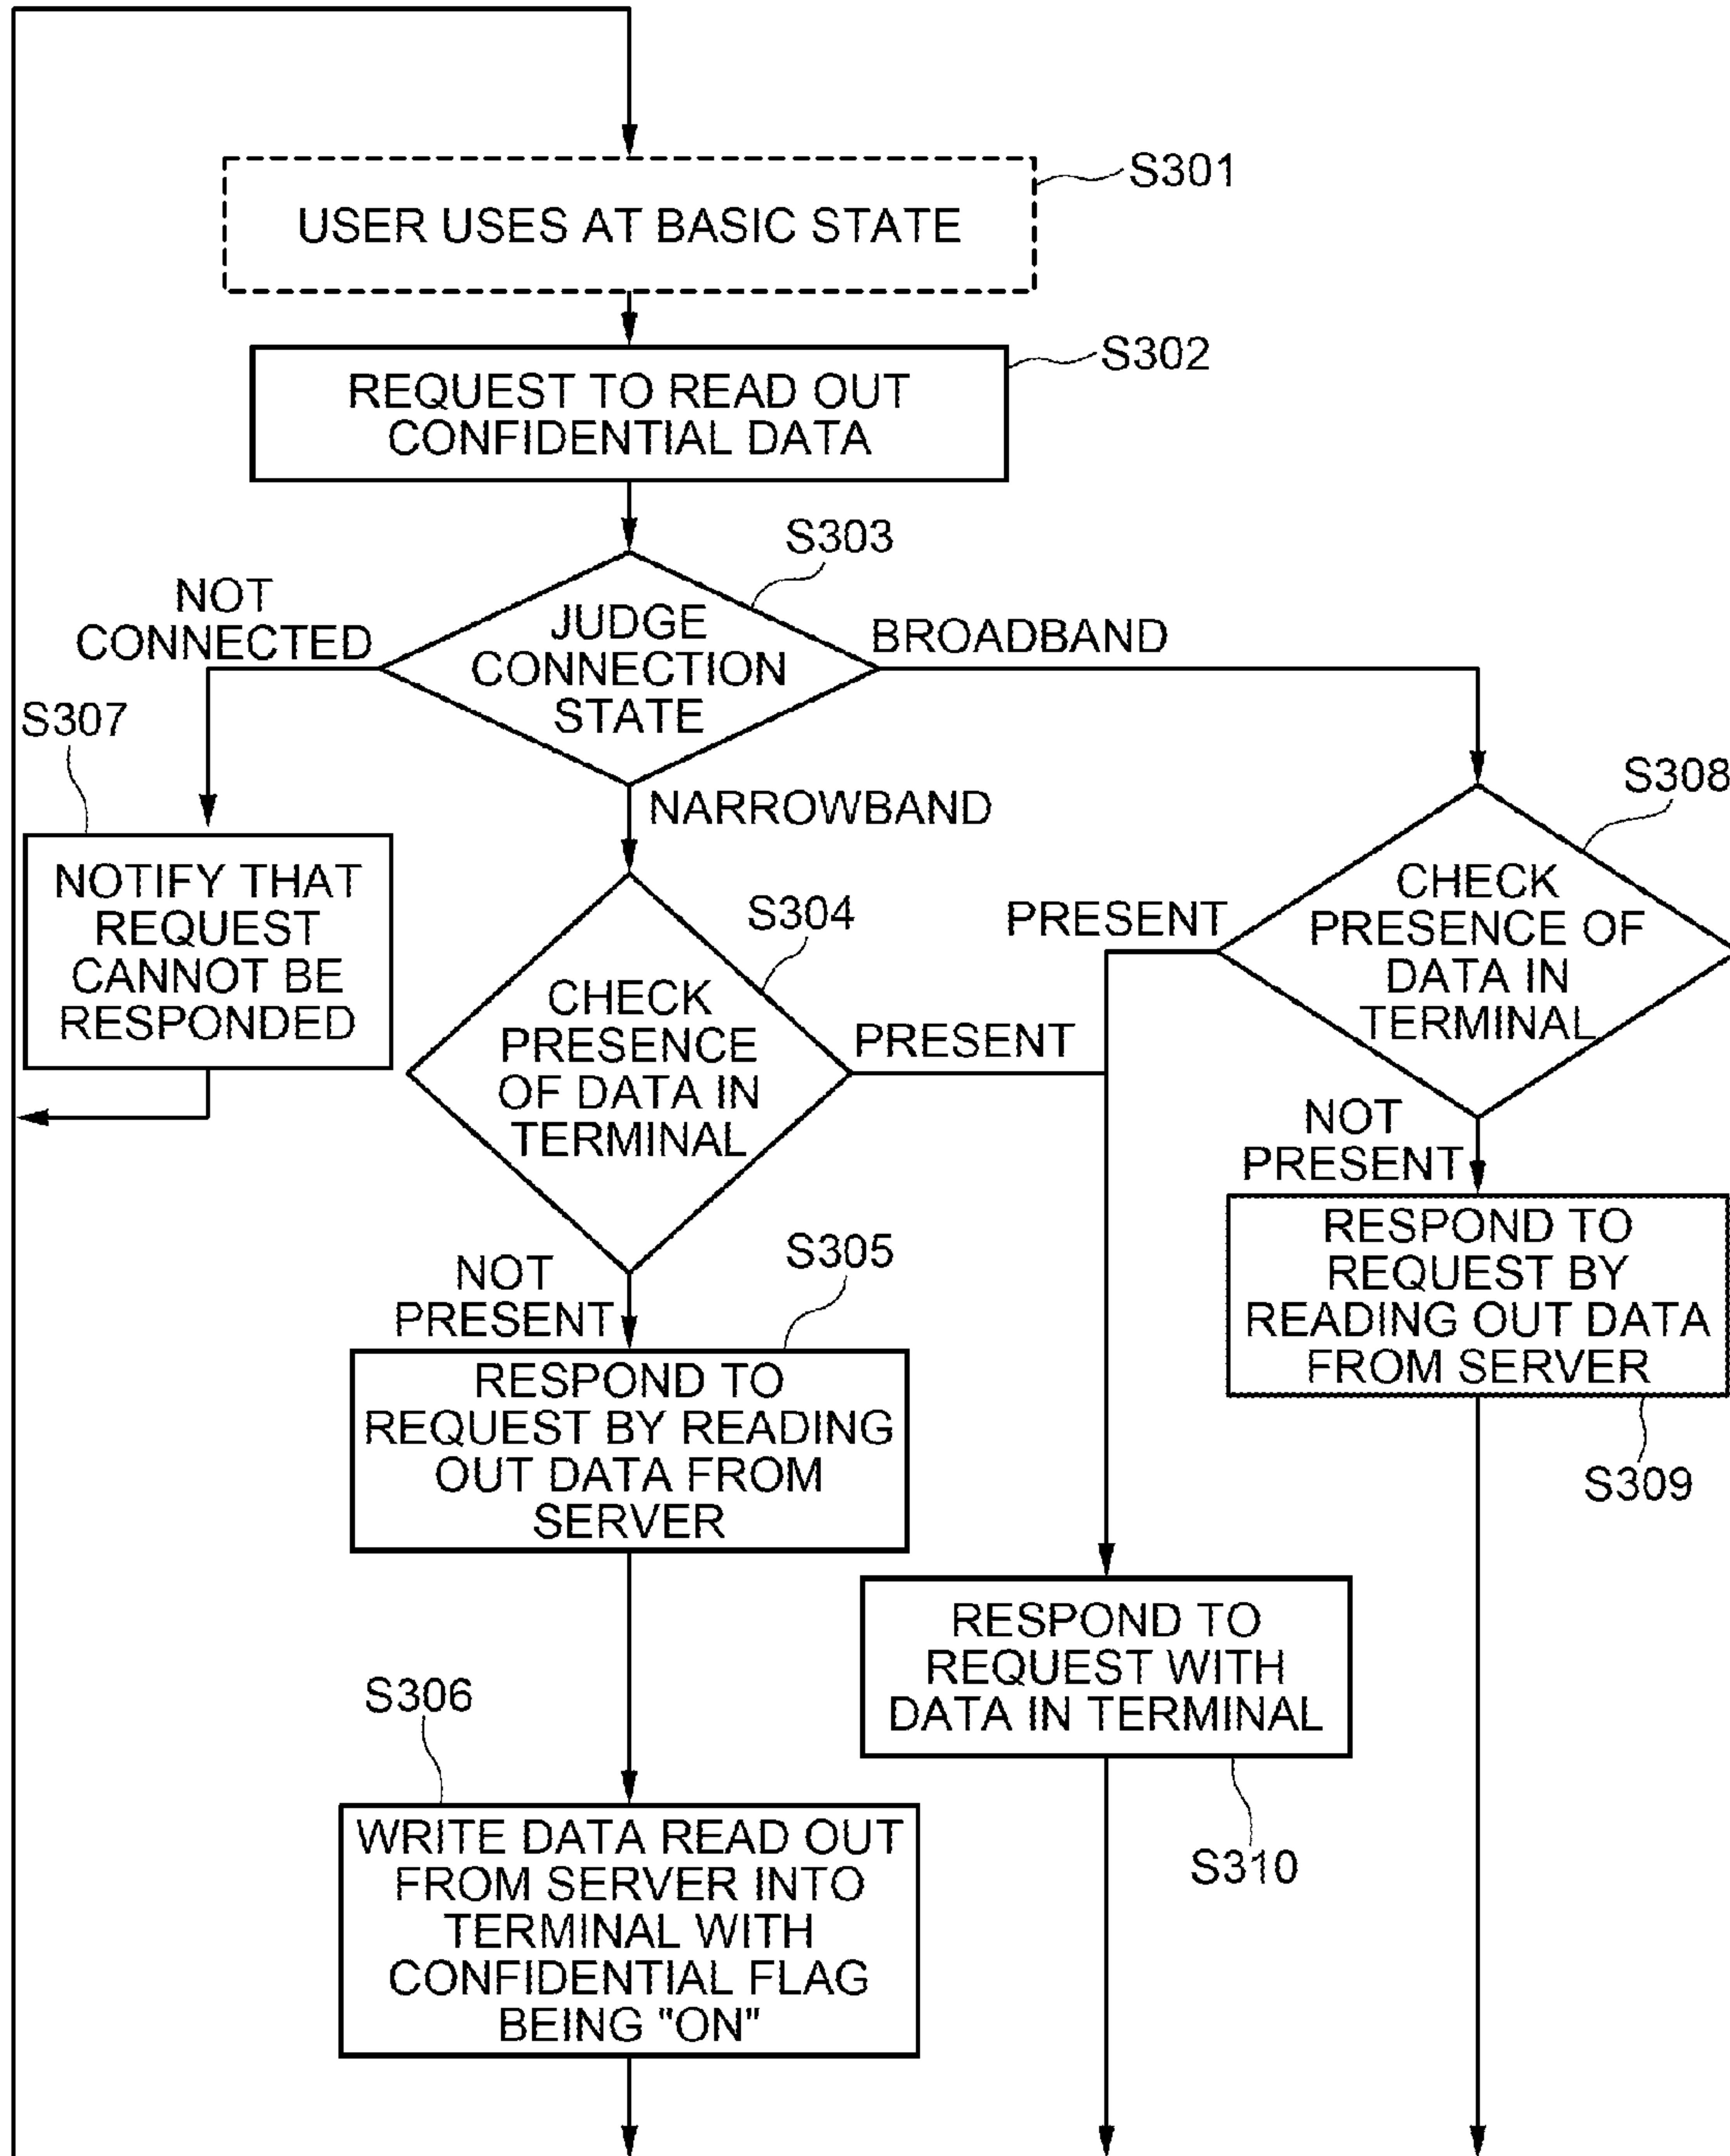 S301
USER USES AT BASIC STATE
S302
REQUEST TO READ OUT
CONFIDENTIAL DATA
S303
NOT
CONNECTED
JUDGE
CONNECTION
STATE
BROADBAND
S307
NARROWBAND
S308
NOTIFY THAT
REQUEST
CANNOT BE
RESPONDED
S304
CHECK
PRESENCE
OF DATA IN
TERMINAL
PRESENT
PRESENT
CHECK
PRESENCE OF
DATA IN
TERMINAL
NOT
PRESENT
NOT
PRESENT
S305
RESPOND TO
REQUEST BY READING
OUT DATA FROM
SERVER
RESPOND TO
REQUEST BY
READING OUT DATA
FROM SERVER
S309
RESPOND TO
REQUEST WITH
DATA IN TERMINAL
S310
S306
WRITE DATA READ OUT
FROM SERVER INTO
TERMINAL WITH
CONFIDENTIAL FLAG
BEING "ON"